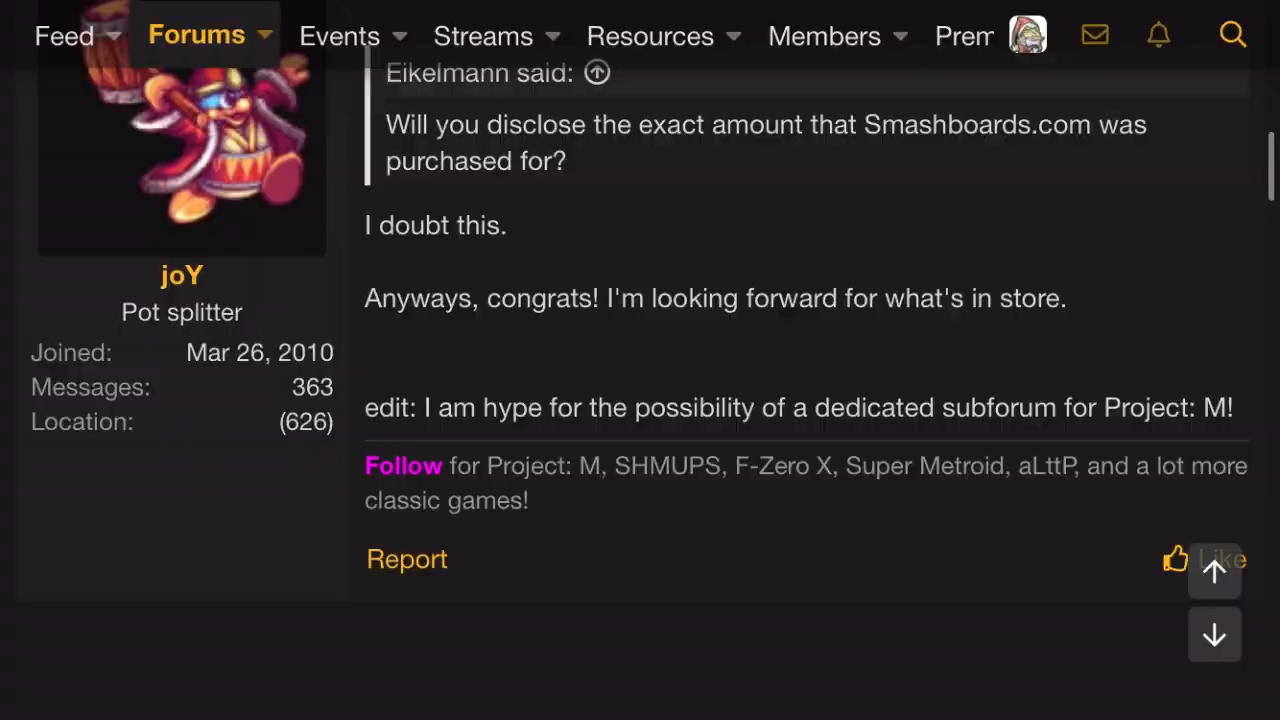 Feed Forums Events Streams Resources Members Prem
Eikelmann said:
Will you disclose the exact amount that Smashboards.com was
purchased for?
I doubt this.
Anyways, congrats! I'm looking forward for what's in store.
edit: I am hype for the possibility of a dedicated subforum for Project: M!
Follow for Project: M, SHMUPS, F-Zero X, Super Metroid, aLttP, and a lot more
classic games!
Report Like
joY
Pot splitter
Joined: Mar 26, 2010
Messages: 363
Location: (626)